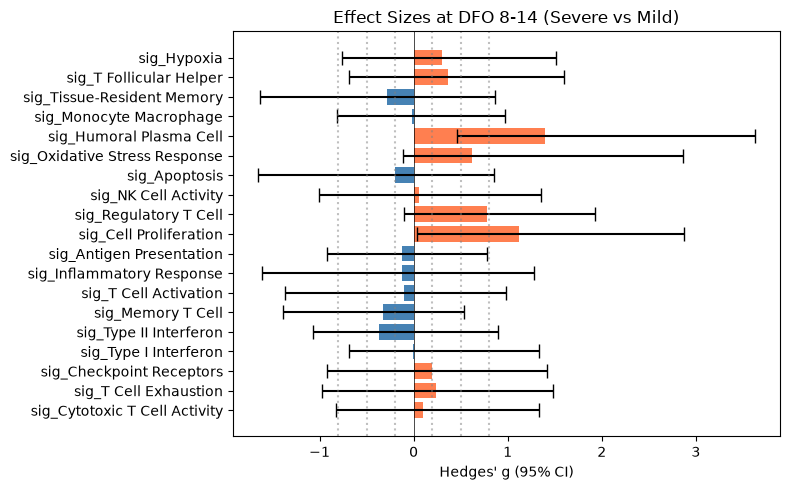 Effect Sizes at DFO 8-14 (Severe vs Mild)
sig_Hypoxia
sig_T Follicular Helper
sig_Tissue-Resident Memory
sig_Monocyte Macrophage
sig_Humoral Plasma Cell
sig_Oxidative Stress Response
sig_Apoptosis
sig_NK Cell Activity
sig_Regulatory T Cell
sig_Cell Proliferation
sig_Antigen Presentation
sig_Inflammatory Response
sig_T Cell Activation
sig_Memory T Cell
sig_Type II Interferon
sig_Type I Interferon
sig_Checkpoint Receptors
sig_T Cell Exhaustion
sig_Cytotoxic T Cell Activity
−1 0 1 2 3
Hedges' g (95% CI)